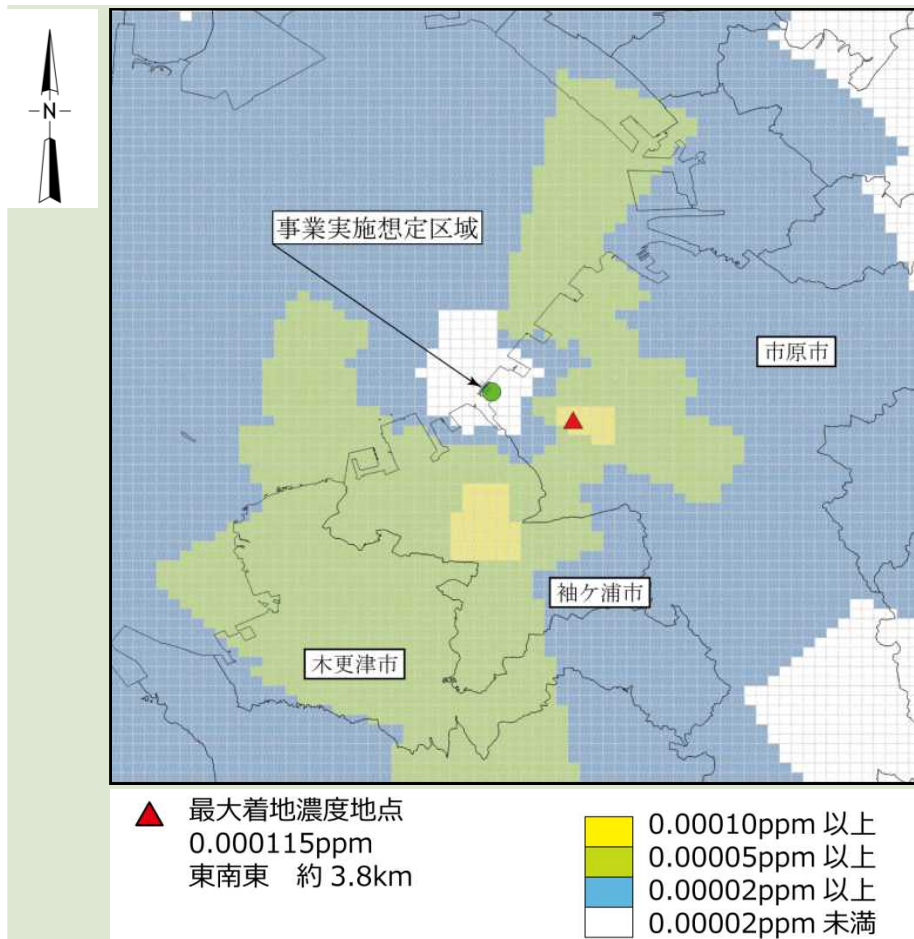 N
事業実施想定区域
市原市
袖ケ浦市
木更津市
最大着地濃度地点
0.000115ppm
東南東 約 3.8km
0.00010ppm 以上
0.00005ppm 以上
0.00002ppm 以上
0.00002ppm 未満